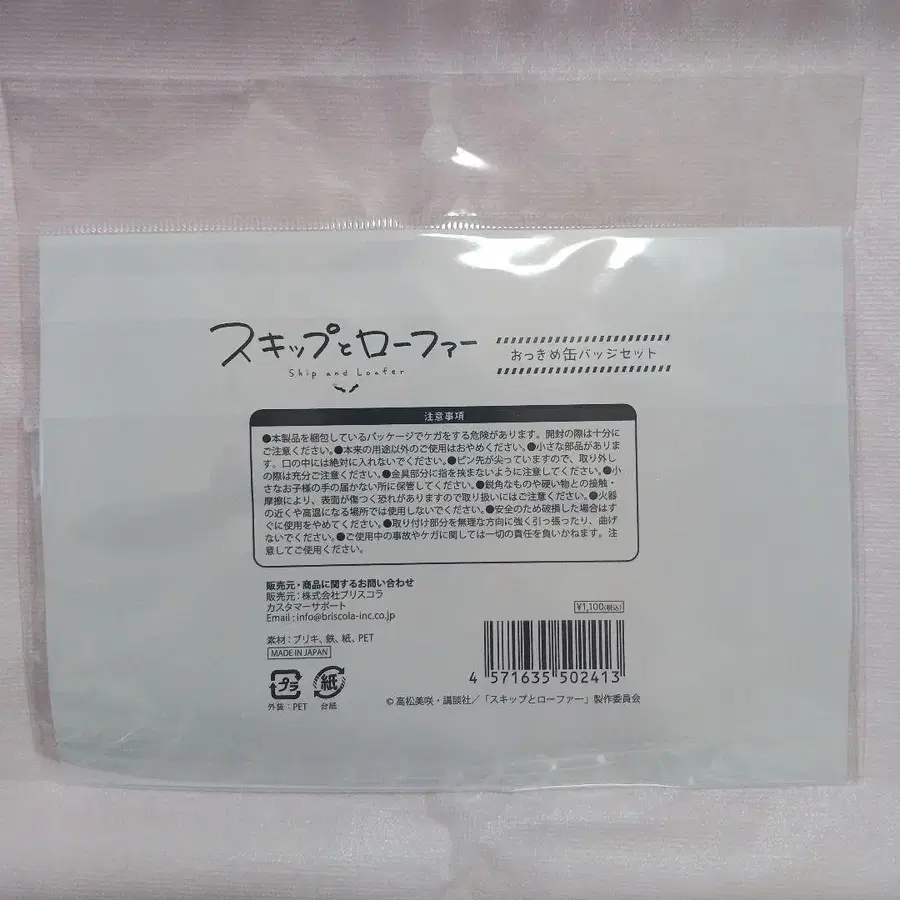 スキップとローファー
Skip and Loafer
おっきめ缶バッジセット
注意事項
●本製品を梱包しているパッケージでケガをする危険があります。開封の際は十分に
ご注意ください。●本来の用途以外のご使用はおやめください。●小さな部品がありま
す。口の中には絶対に入れないでください。●ピン先が尖っていますので、取り外し
の際は充分ご注意ください。●金具部分に指を挟まないように注意してください。●小
さなお子様の手の届かない所に保管してください。●鋭角なものや硬い物との接触・
摩擦により、表面が傷つく恐れがありますので取り扱いにはご注意ください。●火器
の近くや高温になる場所では使用しないでください。●安全のため破損した場合はす
ぐに使用をやめてください。●取り付け部分を無理な方向に強く引っ張ったり、曲げ
ないでください。●ご使用中の事故やケガに関しては一切の責任を負いかねます。注
意してご使用ください。
販売元・商品に関するお問い合わせ
販売元：株式会社ブリスコラ
カスタマーサポート
Email : info@briscola-inc.co.jp
¥1,100(税込)
素材：ブリキ、鉄、紙、PET
MADE IN JAPAN
4 571635 502413
プラ
紙
外装：PET
台紙
© 高松美咲・講談社／「スキップとローファー」製作委員会